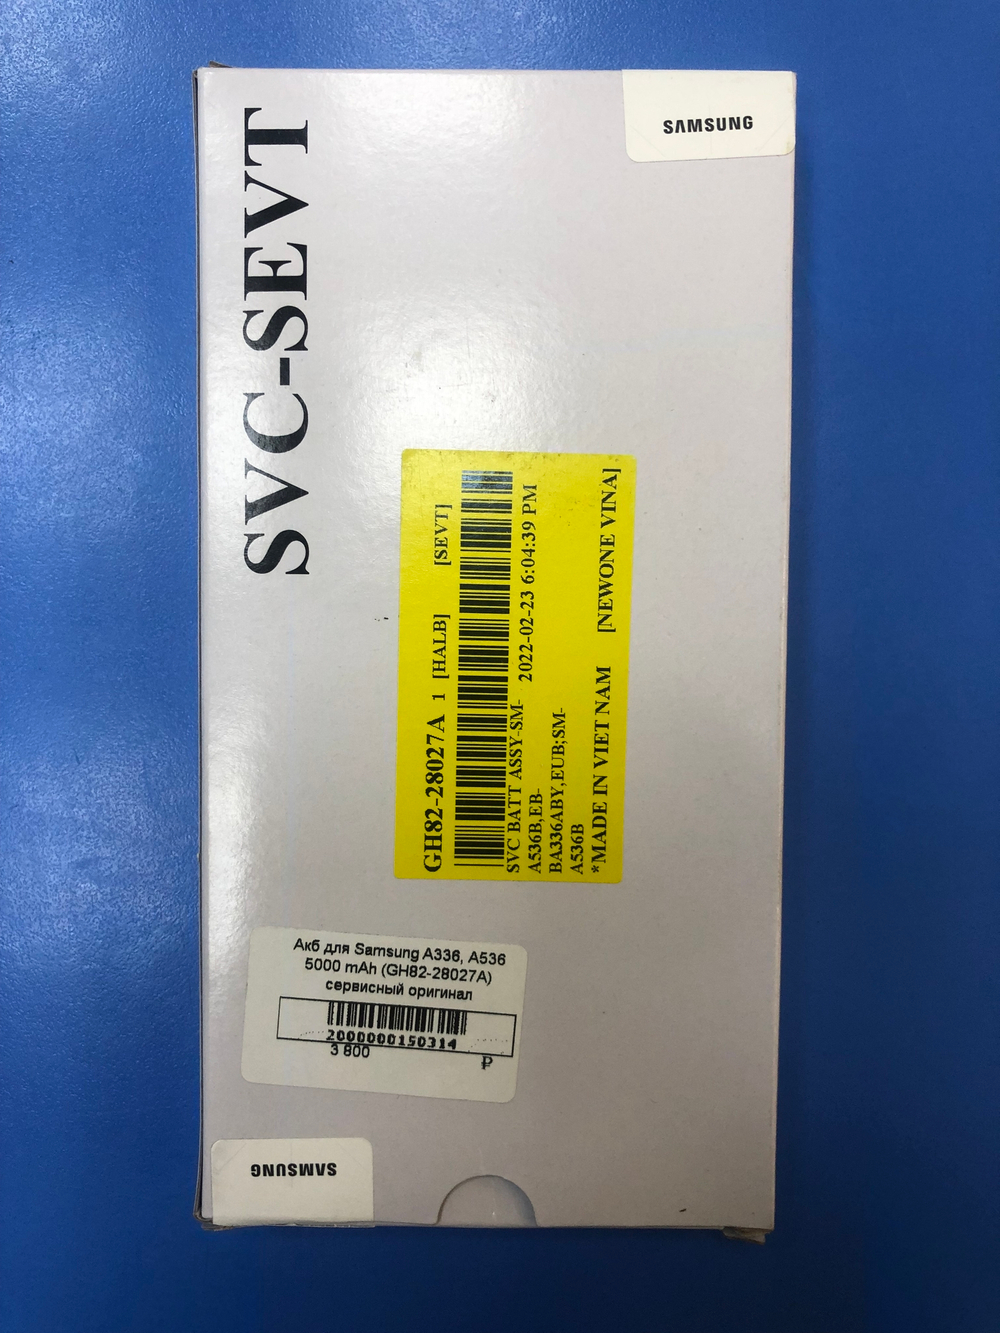 SAMSUNG
SVC-SEVT
GH82-28027A 1 [HALB] [SEVT]
SVC BATT ASSY-SM- 2022-02-23 6:04:39 PM
A536B,EB-
BA336ABY,EUB;SM-
A536B
*MADE IN VIET NAM [NEWONE VINA]
Акб для Samsung A336, A536
5000 mAh (GH82-28027A)
сервисный оригинал
2000000150314
3 800 ₽
SAMSUNG